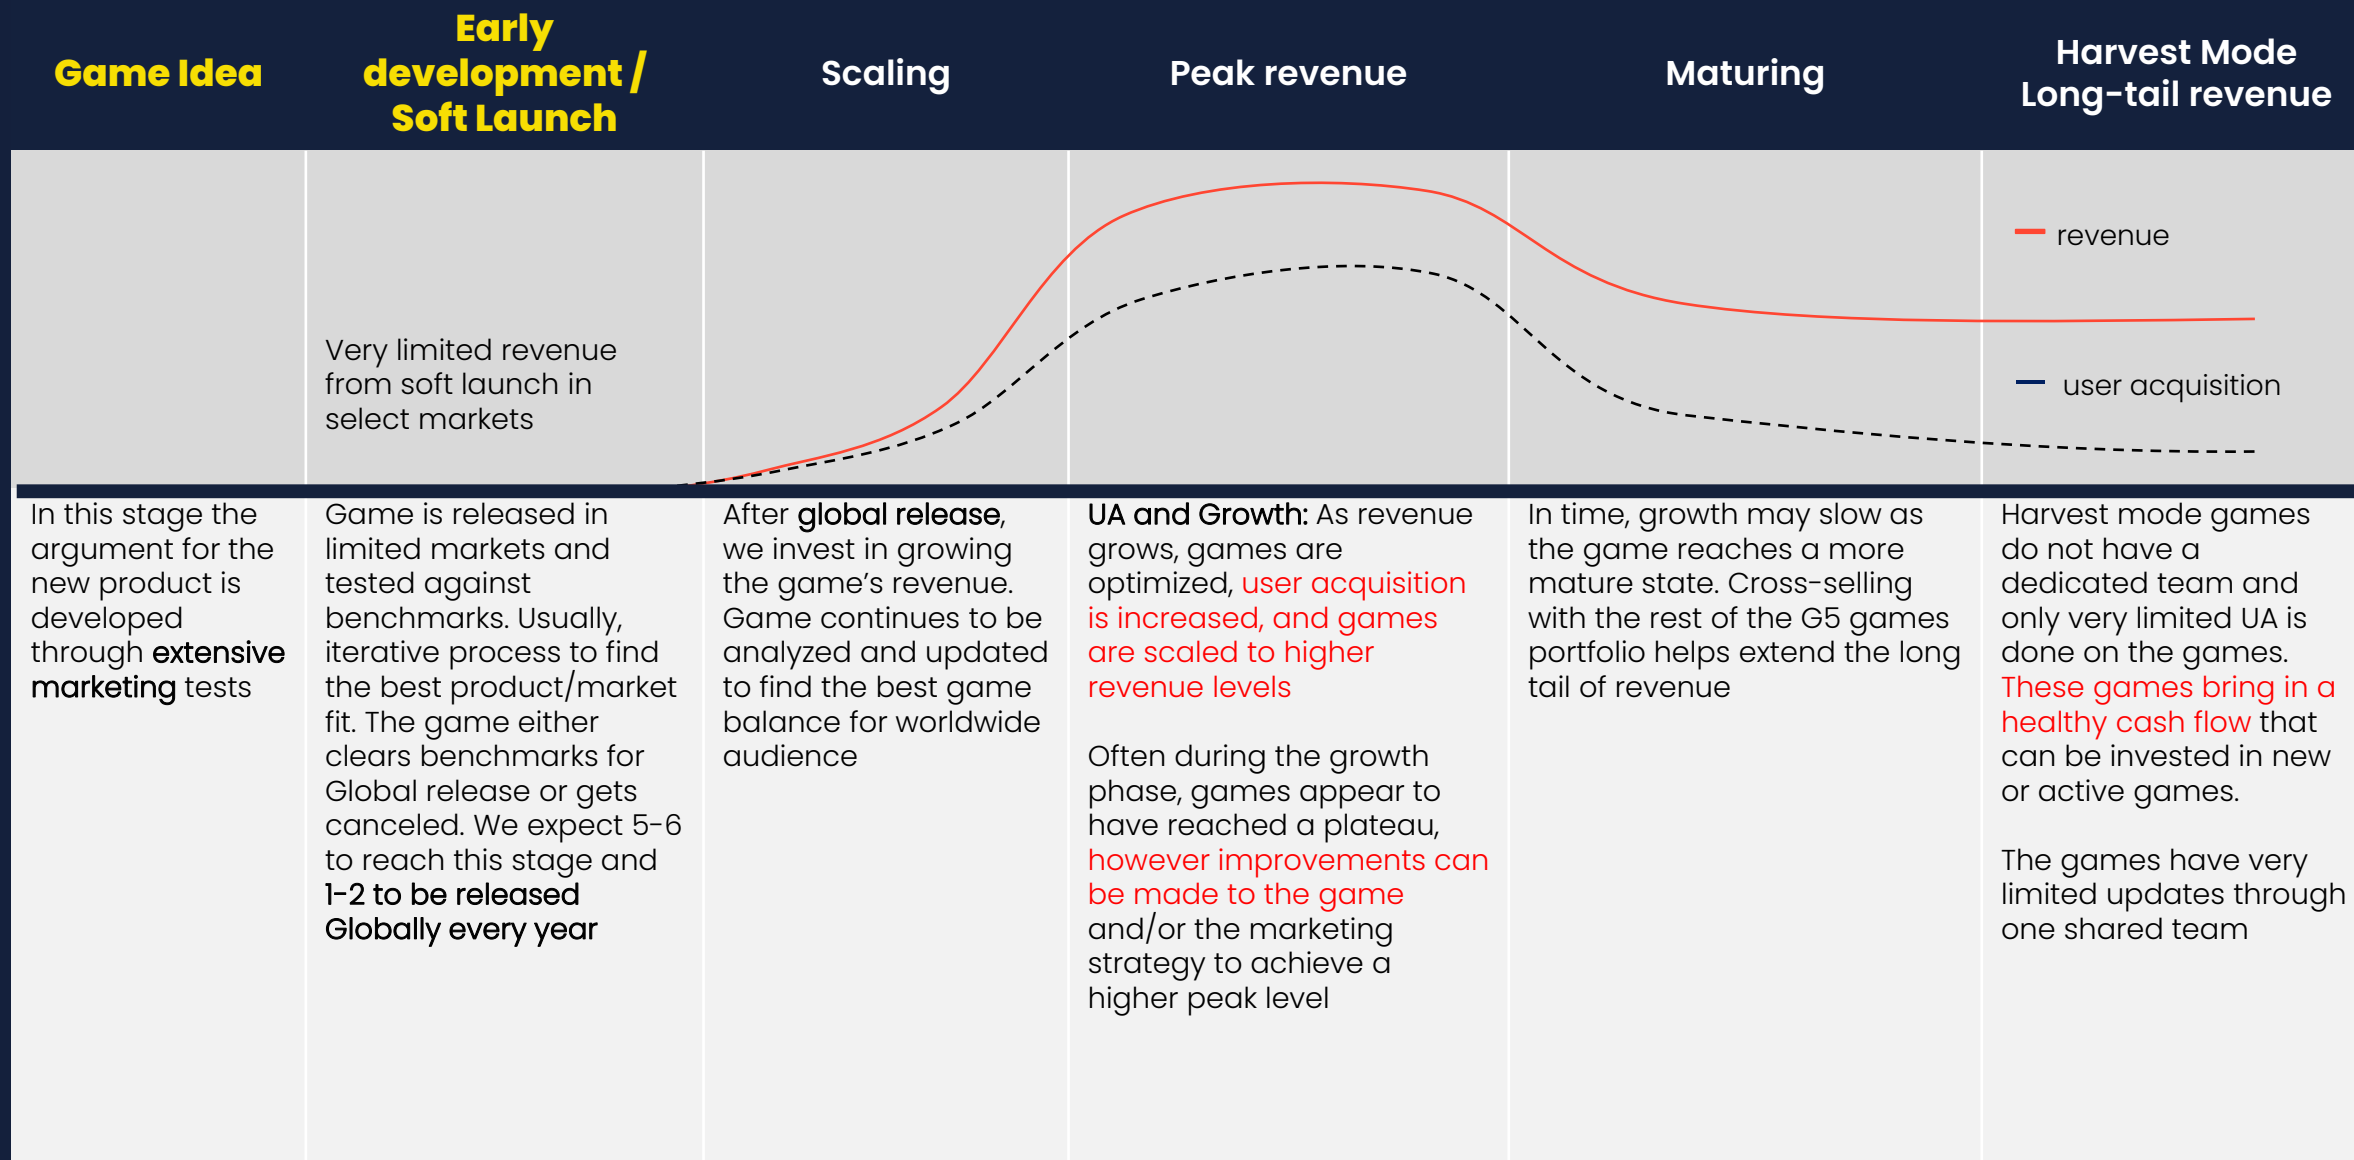 Game Idea
Early
development /
Soft Launch
Scaling
Peak revenue
Maturing
Harvest Mode
Long-tail revenue
Very limited revenue
from soft launch in
select markets
revenue
user acquisition
In this stage the
argument for the
new product is
developed
through extensive
marketing tests
Game is released in
limited markets and
tested against
benchmarks. Usually,
iterative process to find
the best product/market
fit. The game either
clears benchmarks for
Global release or gets
canceled. We expect 5-6
to reach this stage and
1-2 to be released
Globally every year
After global release,
we invest in growing
the game’s revenue.
Game continues to be
analyzed and updated
to find the best game
balance for worldwide
audience
UA and Growth: As revenue
grows, games are
optimized, user acquisition
is increased, and games
are scaled to higher
revenue levels
Often during the growth
phase, games appear to
have reached a plateau,
however improvements can
be made to the game
and/or the marketing
strategy to achieve a
higher peak level
In time, growth may slow as
the game reaches a more
mature state. Cross-selling
with the rest of the G5 games
portfolio helps extend the long
tail of revenue
Harvest mode games
do not have a
dedicated team and
only very limited UA is
done on the games.
These games bring in a
healthy cash flow that
can be invested in new
or active games.
The games have very
limited updates through
one shared team